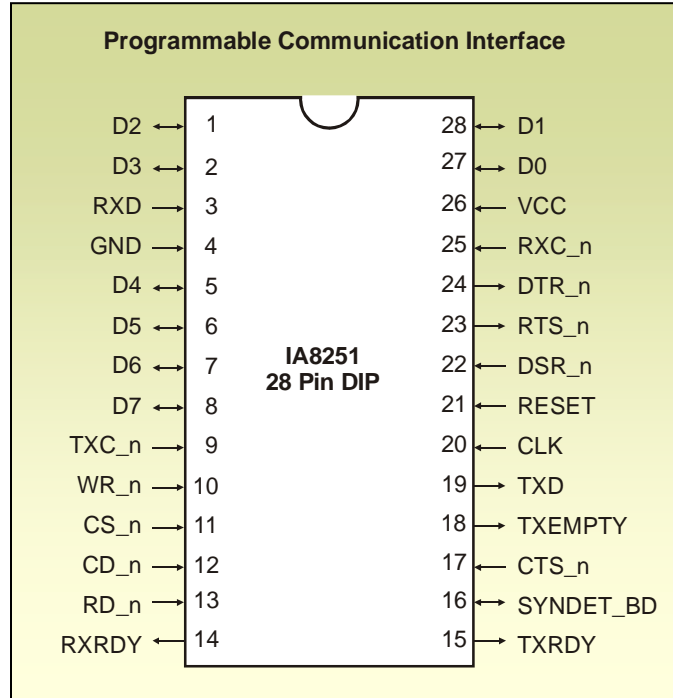 Programmable Communication Interface
D2 1 28 D1
D3 2 27 D0
RXD 3 26 VCC
GND 4 25 RXC_n
D4 5 24 DTR_n
D5 6 23 RTS_n
D6 7 22 DSR_n
D7 8 21 RESET
TXC_n 9 20 CLK
WR_n 10 19 TXD
CS_n 11 18 TXEMPTY
CD_n 12 17 CTS_n
RD_n 13 16 SYNDET_BD
RXRDY 14 15 TXRDY
IA8251
28 Pin DIP